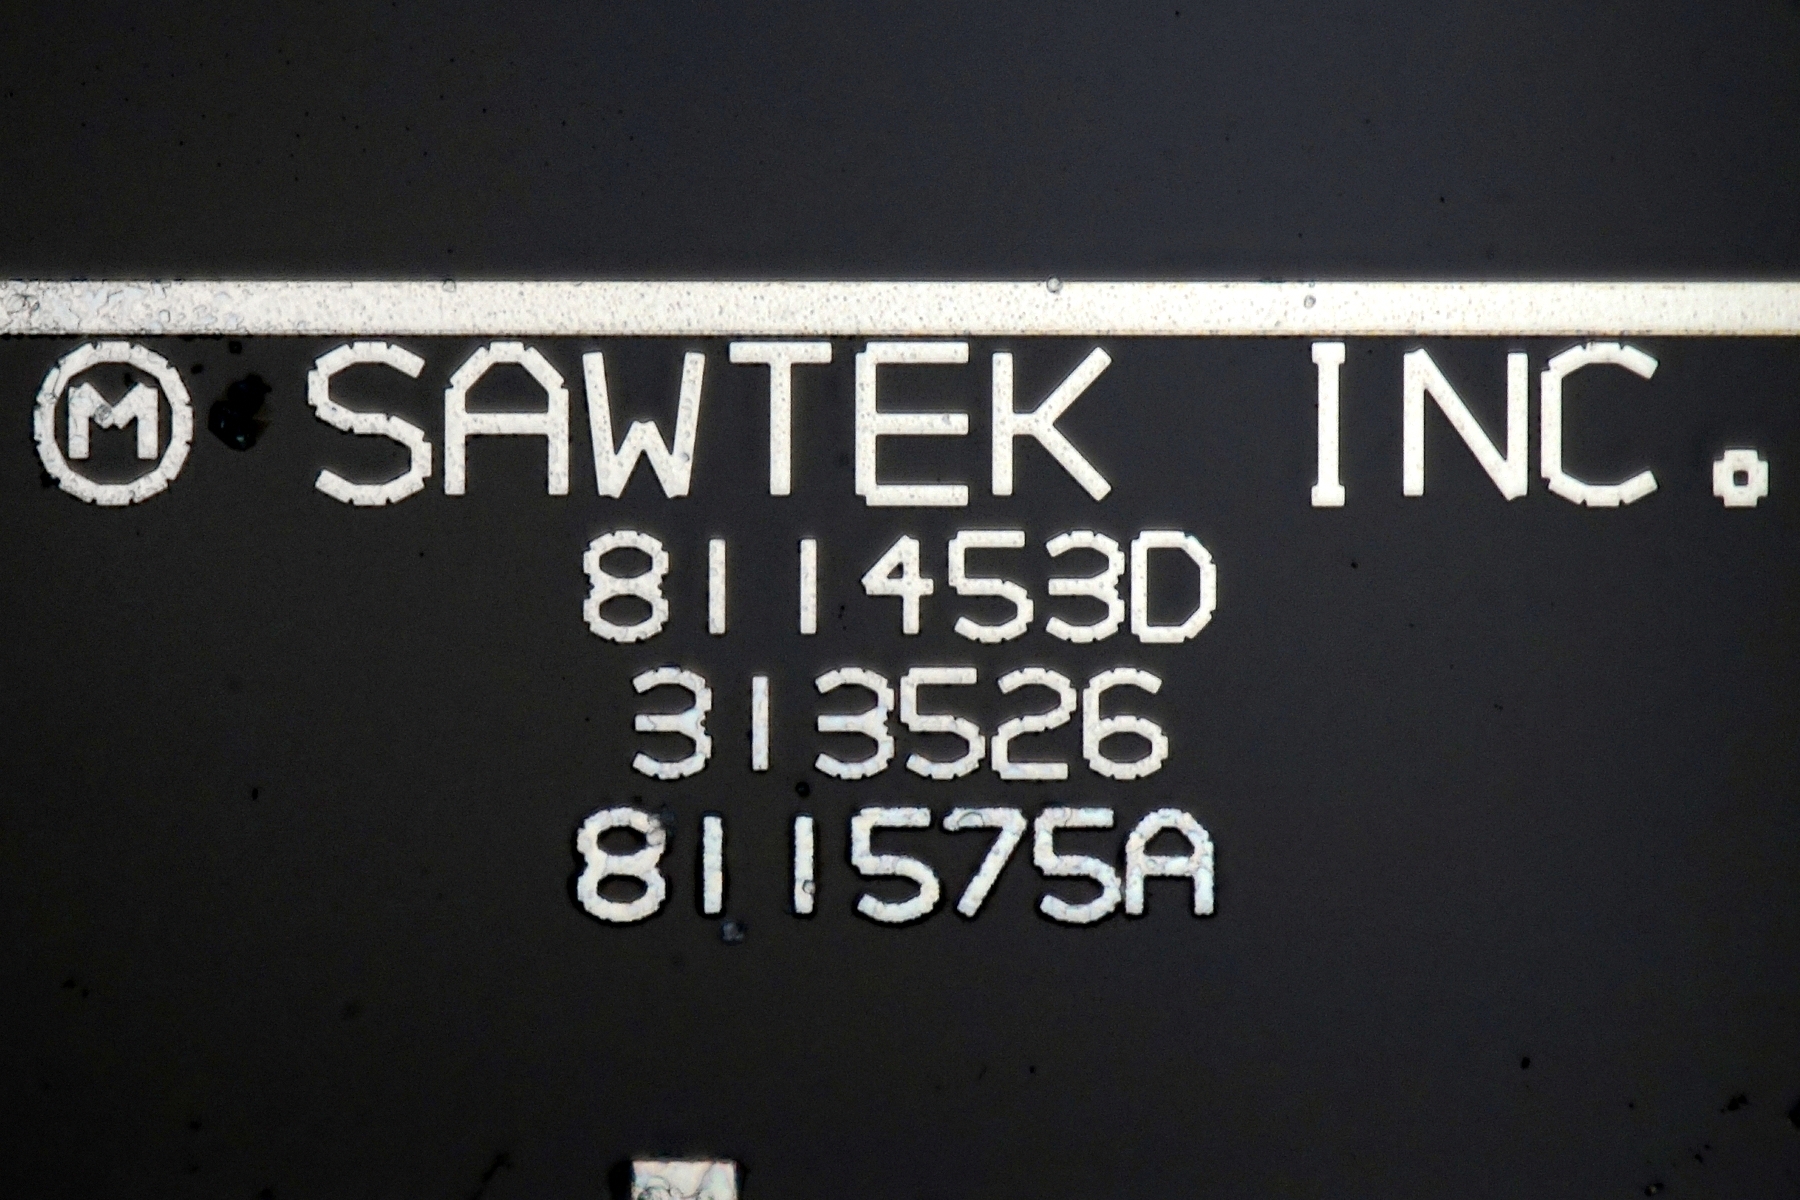 Ⓜ SAWTEK INC.
811453D
313526
811575A